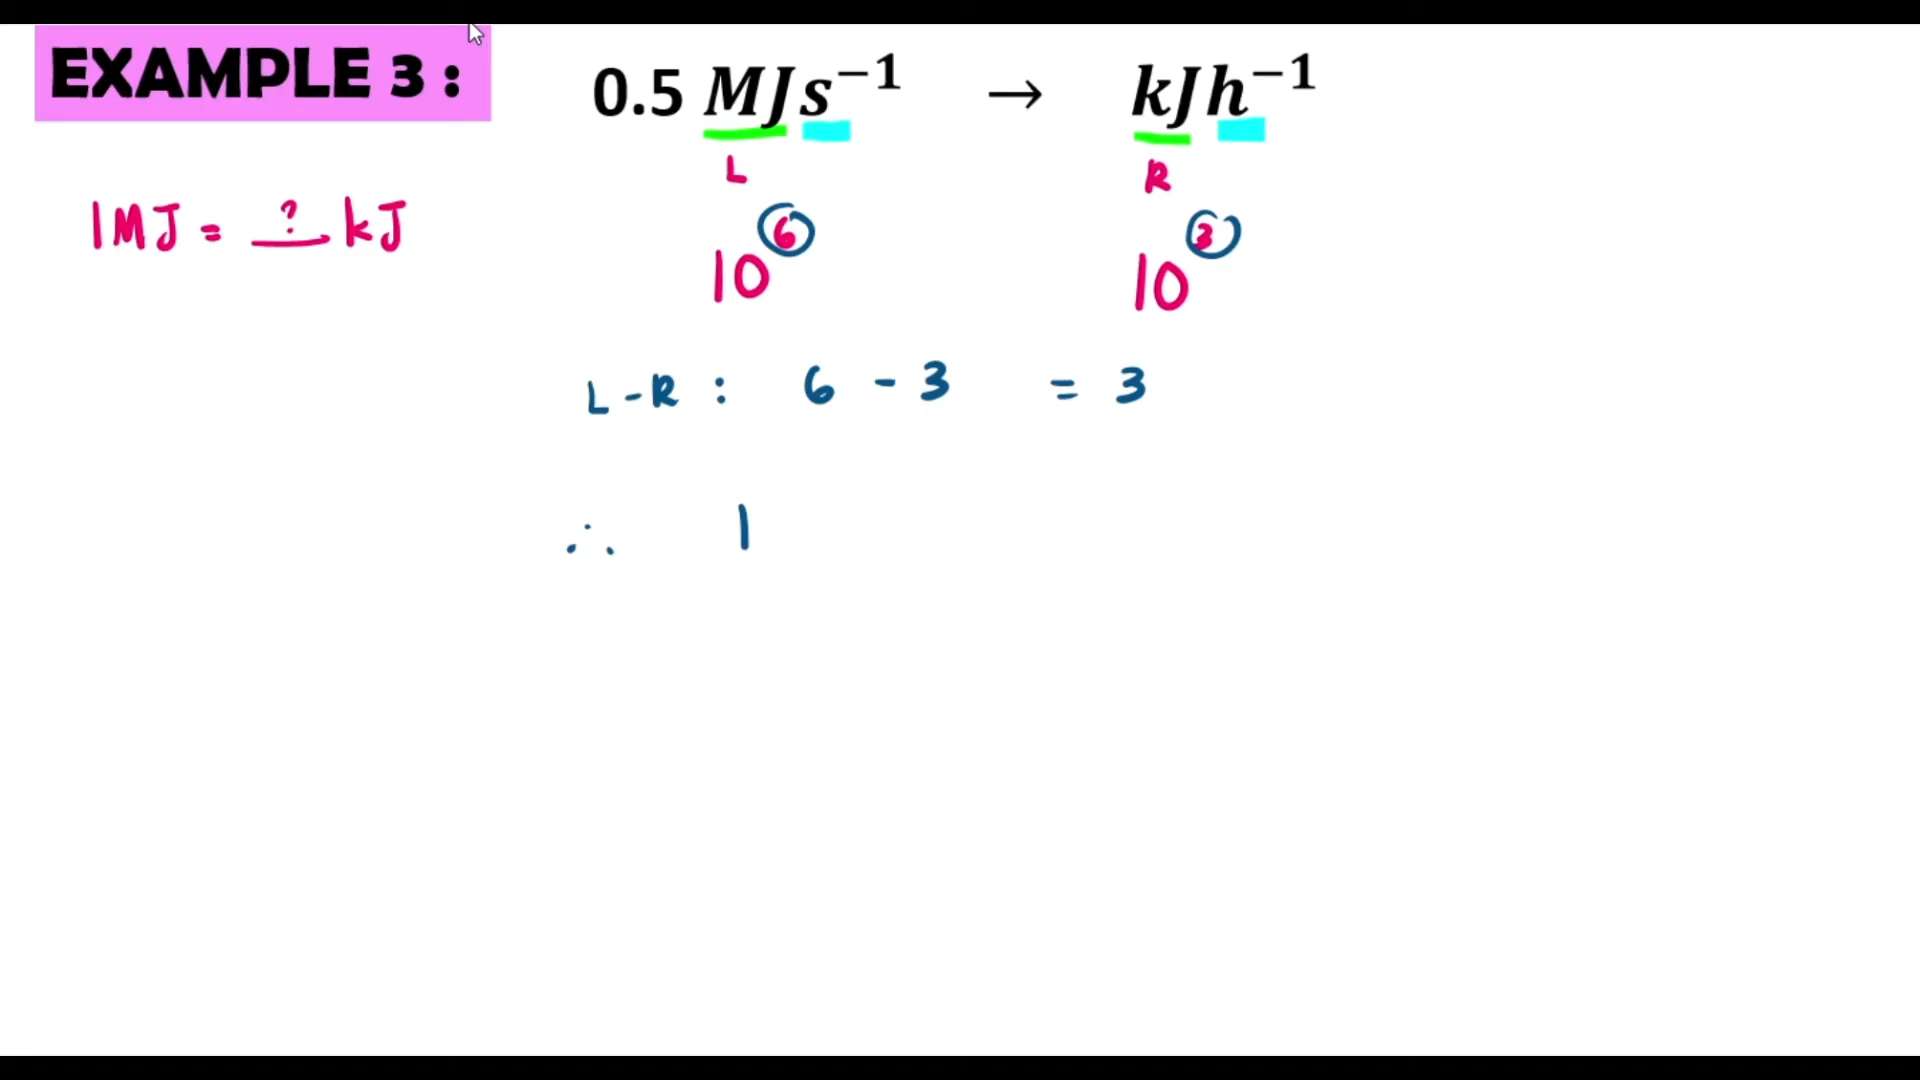 EXAMPLE 3 : 0.5 MJs⁻¹ → kJh⁻¹
L R
1MJ = ? kJ 10⁶ 10³
L-R : 6 - 3 = 3
∴ 1